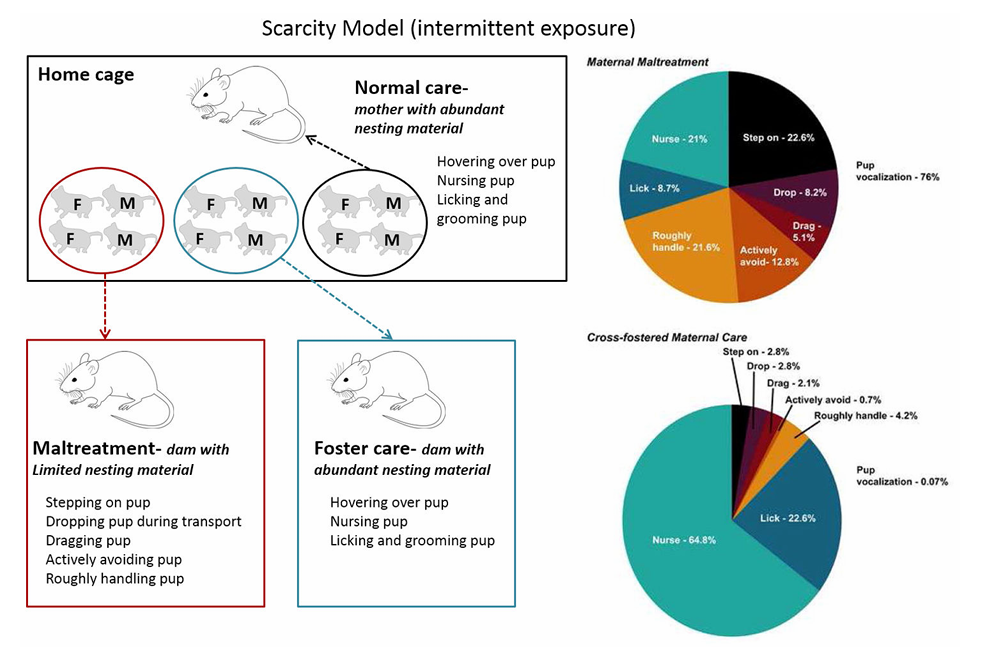 Scarcity Model (intermittent exposure)
Home cage
Normal care-
mother with abundant
nesting material
Hovering over pup
Nursing pup
Licking and
grooming pup
F M
F M
F M
F M
F M
F M
Maltreatment- dam with
Limited nesting material
Stepping on pup
Dropping pup during transport
Dragging pup
Actively avoiding pup
Roughly handling pup
Foster care- dam with
abundant nesting material
Hovering over pup
Nursing pup
Licking and grooming pup
Maternal Maltreatment
Nurse - 21%
Step on - 22.6%
Lick - 8.7%
Drop - 8.2%
Drag -
5.1%
Roughly
handle - 21.6%
Actively
avoid- 12.8%
Pup
vocalization - 76%
Cross-fostered Maternal Care
Step on - 2.8%
Drop - 2.8%
Drag - 2.1%
Actively avoid - 0.7%
Roughly handle - 4.2%
Lick - 22.6%
Nurse - 64.8%
Pup
vocalization - 0.07%